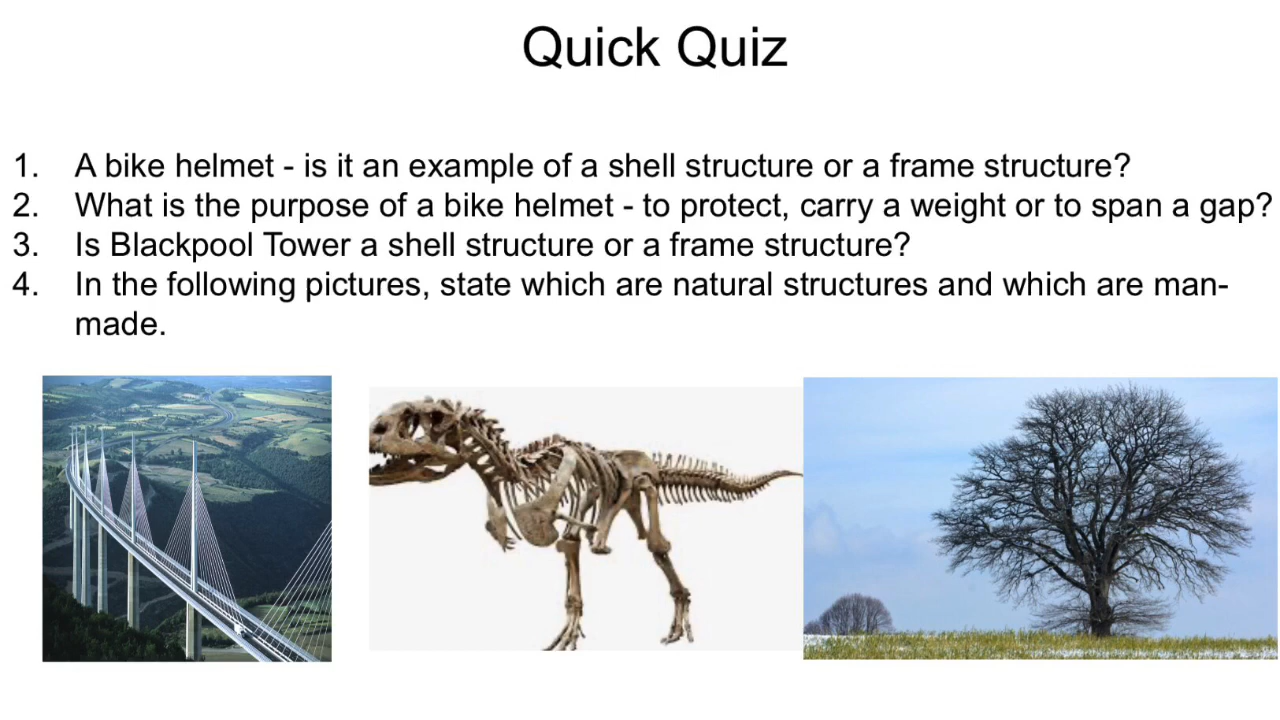 Quick Quiz
1. A bike helmet - is it an example of a shell structure or a frame structure?
2. What is the purpose of a bike helmet - to protect, carry a weight or to span a gap?
3. Is Blackpool Tower a shell structure or a frame structure?
4. In the following pictures, state which are natural structures and which are man-
made.